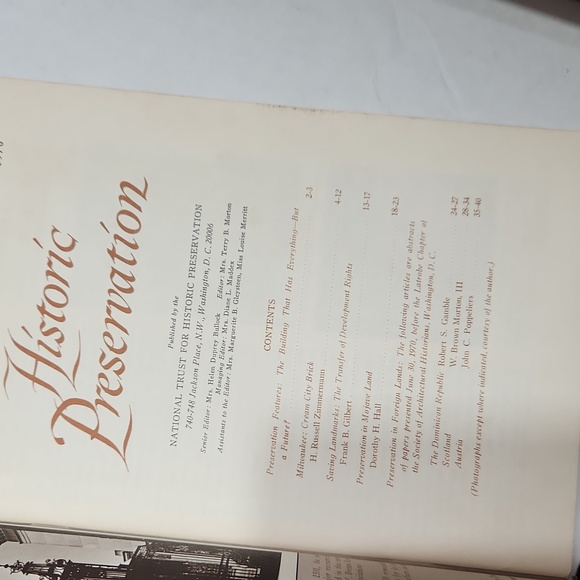 Historic
Preservation
Published by the
NATIONAL TRUST FOR HISTORIC PRESERVATION
740-748 Jackson Place, N.W., Washington, D. C. 20006
Senior Editor: Mrs. Helen Duprey Bullock Editor: Mrs. Terry B. Morton
Managing Editor: Mrs. Diane L. Maddex
Assistants to the Editor: Mrs. Marguerite B. Gleysteen, Miss Louise Merritt
CONTENTS
Preservation Features: The Building That Has Everything—But
a Future? 2-3
Milwaukee: Cream City Brick
H. Russell Zimmermann 4-12
Saving Landmarks: The Transfer of Development Rights
Frank B. Gilbert 13-17
Preservation in Mojave Land
Dorothy H. Hall 18-23
Preservation in Foreign Lands: The following articles are abstracts
of papers presented June 30, 1970, before the Latrobe Chapter of
the Society of Architectural Historians, Washington, D. C.
The Dominican Republic Robert S. Gamble 24-27
Scotland W. Brown Morton, III 28-34
Austria John C. Poppeliers 35-40
(Photographs except where indicated, courtesy of the author.)